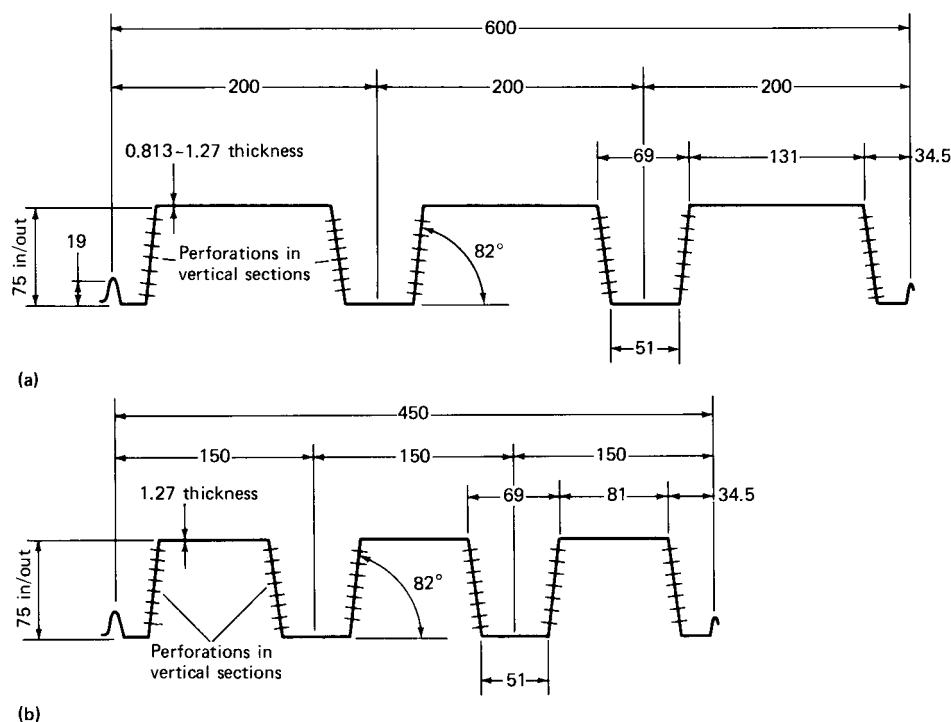 600
200
200
200
0.813–1.27 thickness
69
131
34.5
75 in/out
19
Perforations in
vertical sections
82°
51
(a)
450
150
150
150
1.27 thickness
69
81
34.5
75 in/out
82°
Perforations in
vertical sections
51
(b)